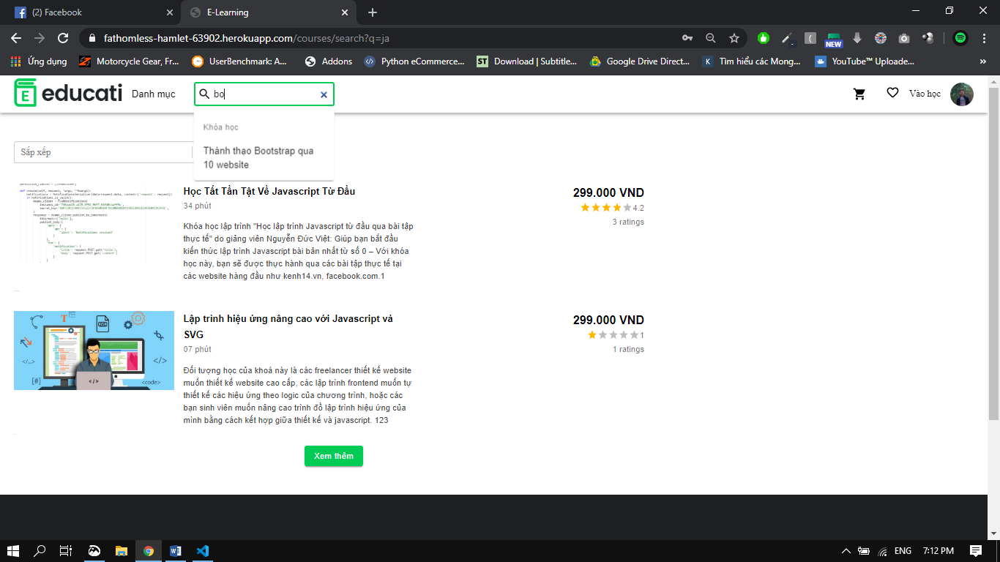 (2) Facebook
E-Learning
fathomless-hamlet-63902.herokuapp.com/courses/search?q=ja
NEW
Ứng dụng
Motorcycle Gear, Fr...
UserBenchmark: A...
Addons
Python eCommerce...
ST
Download | Subtitle...
Google Drive Direct...
K
Tìm hiểu các Mong...
YouTube™ Uploade...
»
E educati
Danh mục
bo
Vào học
Khóa học
Thành thạo Bootstrap qua
10 website
Sắp xếp
Học Tất Tần Tật Về Javascript Từ Đầu
34 phút
Khóa học lập trình "Học lập trình Javascript từ đầu qua bài tập
thực tế" do giảng viên Nguyễn Đức Việt: Giúp bạn bắt đầu
kiến thức lập trình Javascript bài bản nhất từ số 0 – Với khóa
học này, bạn sẽ được thực hành qua các bài tập thực tế tại
các website hàng đầu như kenh14.vn, facebook.com.1
299.000 VND
4.2
3 ratings
Lập trình hiệu ứng nâng cao với Javascript và
SVG
07 phút
Đối tượng học của khoá này là các freelancer thiết kế website
muốn thiết kế website cao cấp, các lập trình frontend muốn tự
thiết kế các hiệu ứng theo logic của chương trình, hoặc các
bạn sinh viên muốn nâng cao trình đồ lập trình hiệu ứng của
mình bằng cách kết hợp giữa thiết kế và javascript. 123
299.000 VND
1
1 ratings
</...>
[#]
</>
</>
<code>
Xem thêm
ENG
7:12 PM